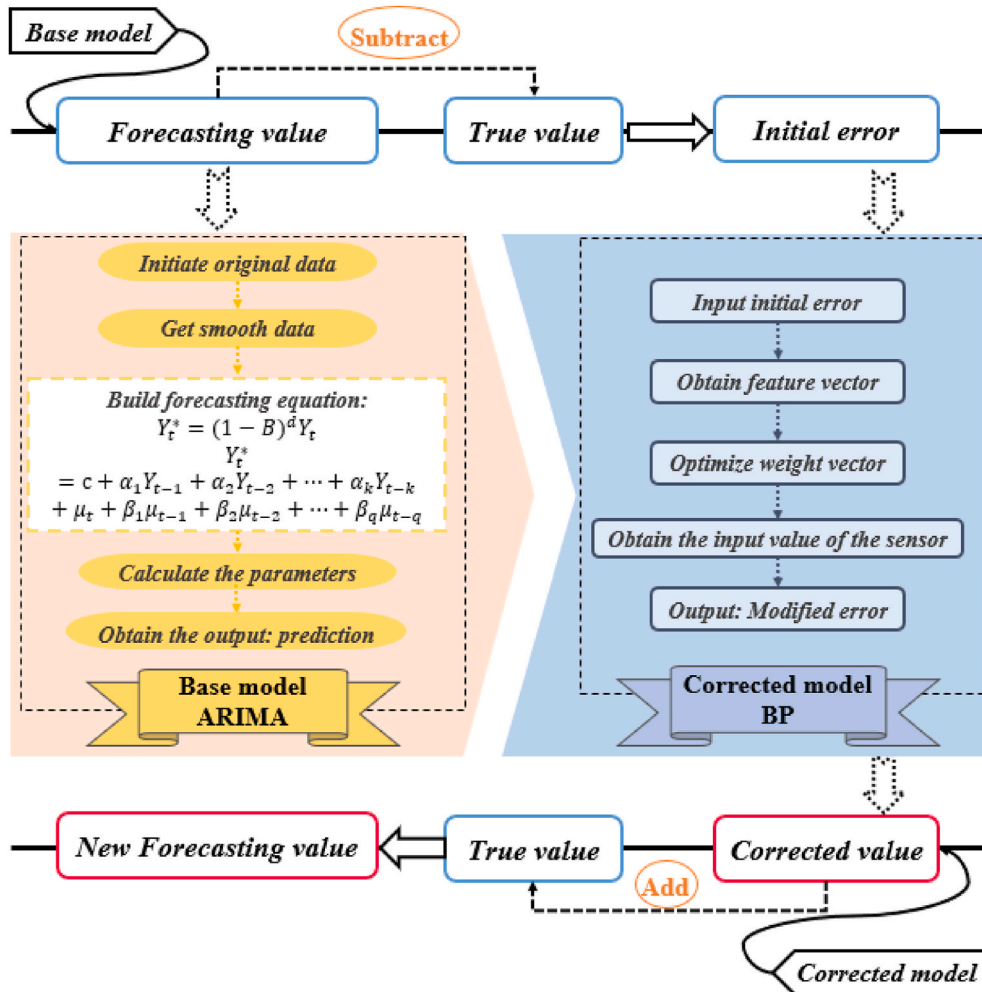 Base model
Subtract
Forecasting value
True value
Initial error
Initiate original data
Get smooth data
Build forecasting equation:
Y_t^* = (1 − B)^d Y_t
Y_t^*
= c + α_1Y_{t−1} + α_2Y_{t−2} + ⋯ + α_kY_{t−k}
+ μ_t + β_1μ_{t−1} + β_2μ_{t−2} + ⋯ + β_qμ_{t−q}
Calculate the parameters
Obtain the output: prediction
Base model
ARIMA
Input initial error
Obtain feature vector
Optimize weight vector
Obtain the input value of the sensor
Output: Modified error
Corrected model
BP
New Forecasting value
True value
Corrected value
Add
Corrected model